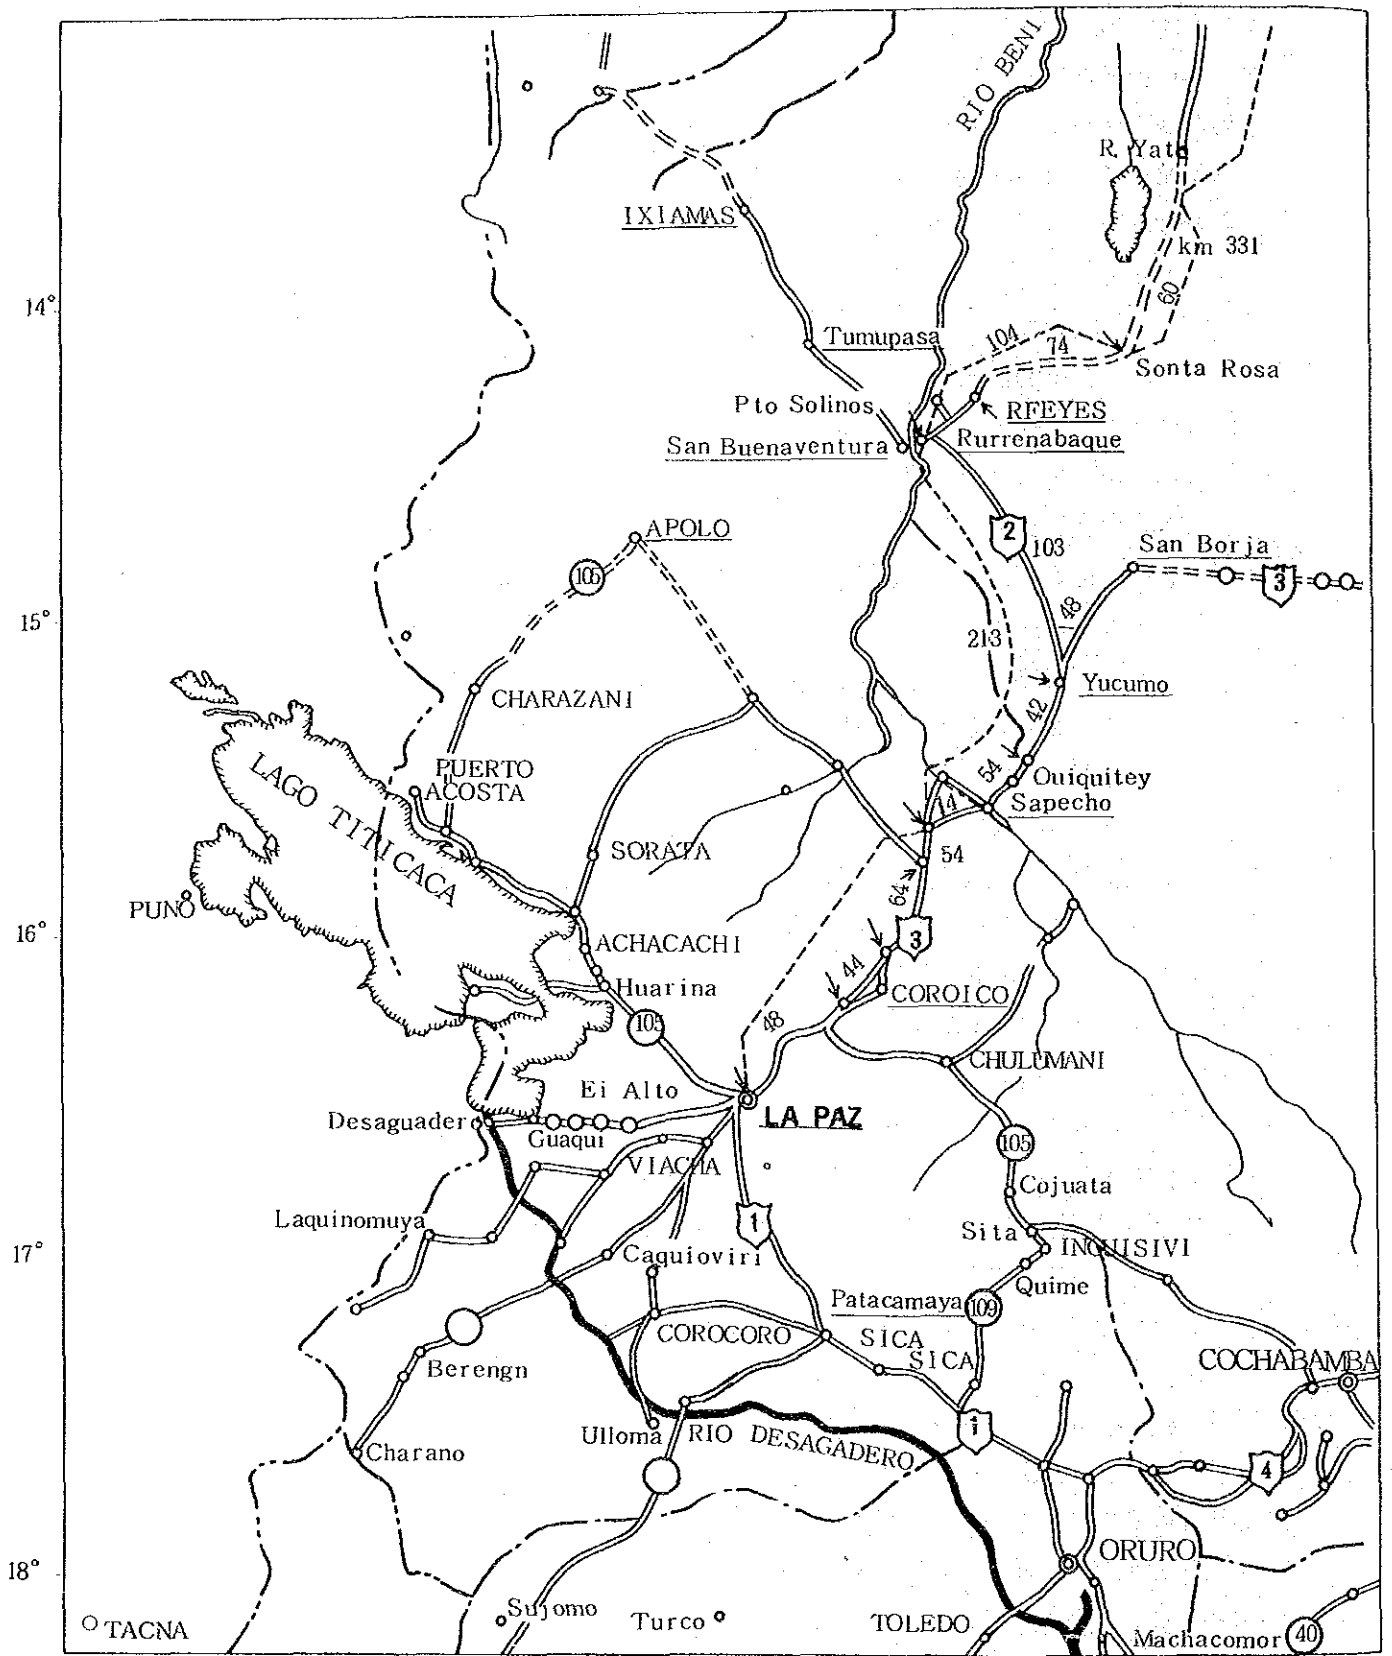 RIO BENI
R. Yata
IXIAMAS
km 331
60
14°
Tumupasa
104
74
Sonta Rosa
Pto Solinos
RFEYES
San Buenaventura
Rurrenabaque
APOLO
2
103
San Borja
105
3
48
15°
213
CHARAZANI
Yucumo
42
LAGO TITICACA
PUERTO
ACOSTA
54
Ouiquitey
14
Sapecho
SORATA
54
64
PUNO
16°
ACHACACHI
3
44
Huarina
COROICO
105
48
CHULUMANI
Ei Alto
LA PAZ
Desaguader
Guaqui
105
VIACHA
Cojuata
Laquinomuya
1
Sita
INQUISIVI
17°
Caquioviri
Quime
Patacamaya
109
COROCORO
SICA
SICA
COCHABAMBA
Berengn
Ulloma
RIO DESAGADERO
1
Charano
4
ORURO
18°
Sujomo
Turco
TOLEDO
TACNA
Machacomor
40